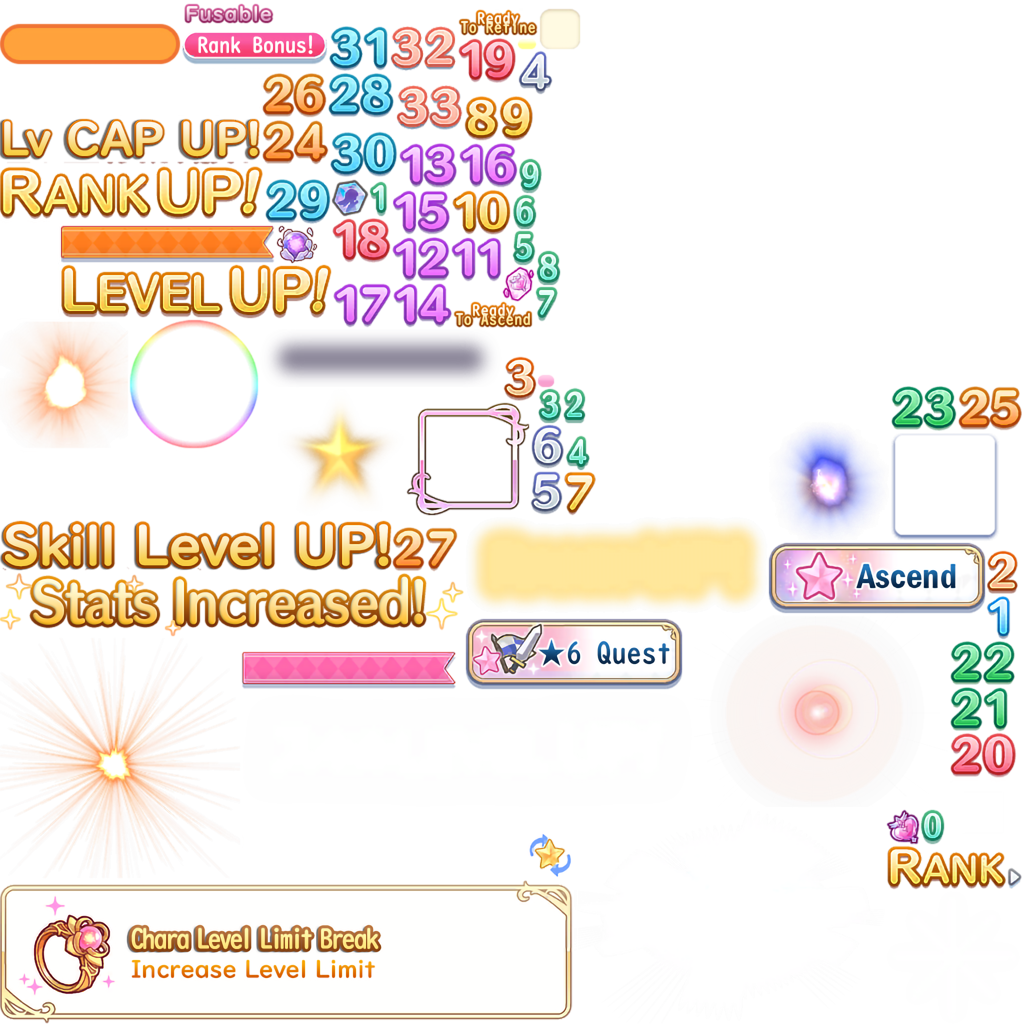 Fusable
Rank Bonus!
Ready
To Refine
31
32
19
4
26
28
33
8
9
Lv CAP UP!
24
30
13
16
9
RANK UP!
29
1
15
10
6
18
12
11
5
8
LEVEL UP!
17
14
Ready
To Ascend
7
3
3
2
23
25
6
4
5
7
Skill Level UP!
27
Ascend
2
Stats Increased!
1
★6 Quest
22
21
20
0
RANK
Chara Level Limit Break
Increase Level Limit